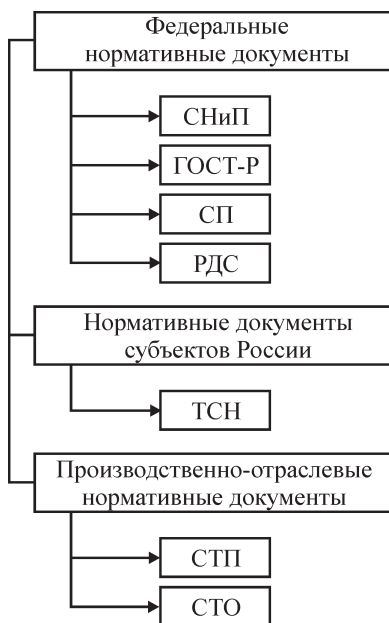 Федеральные
нормативные документы
СНиП
ГОСТ-Р
СП
РДС
Нормативные документы
субъектов России
ТСН
Производственно-отраслевые
нормативные документы
СТП
СТО